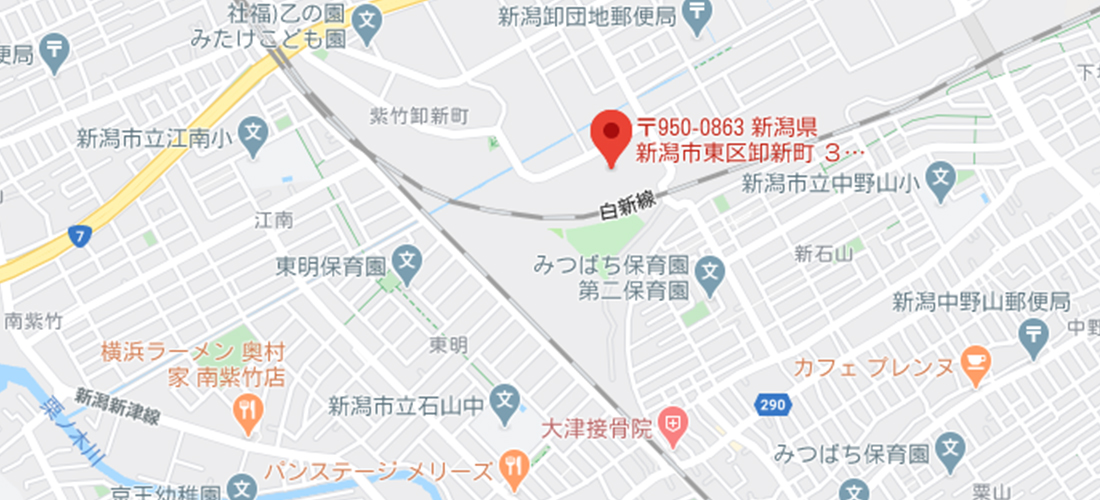 社福)乙の園
みたけこども園
新潟卸団地郵便局
便局
下
紫竹卸新町
〒950-0863 新潟県
新潟市東区卸新町 3…
新潟市立江南小
新潟市立中野山小
白新線
江南
7
新石山
東明保育園
みつばち保育園
第二保育園
新潟中野山郵便局
南紫竹
中野
東明
横浜ラーメン 奥村
家 南紫竹店
カフェ ブレンヌ
新潟新津線
新潟市立石山中
290
大津接骨院
栗ノ木川
みつばち保育園
パンステージ メリーズ
京王幼稚園
粟山